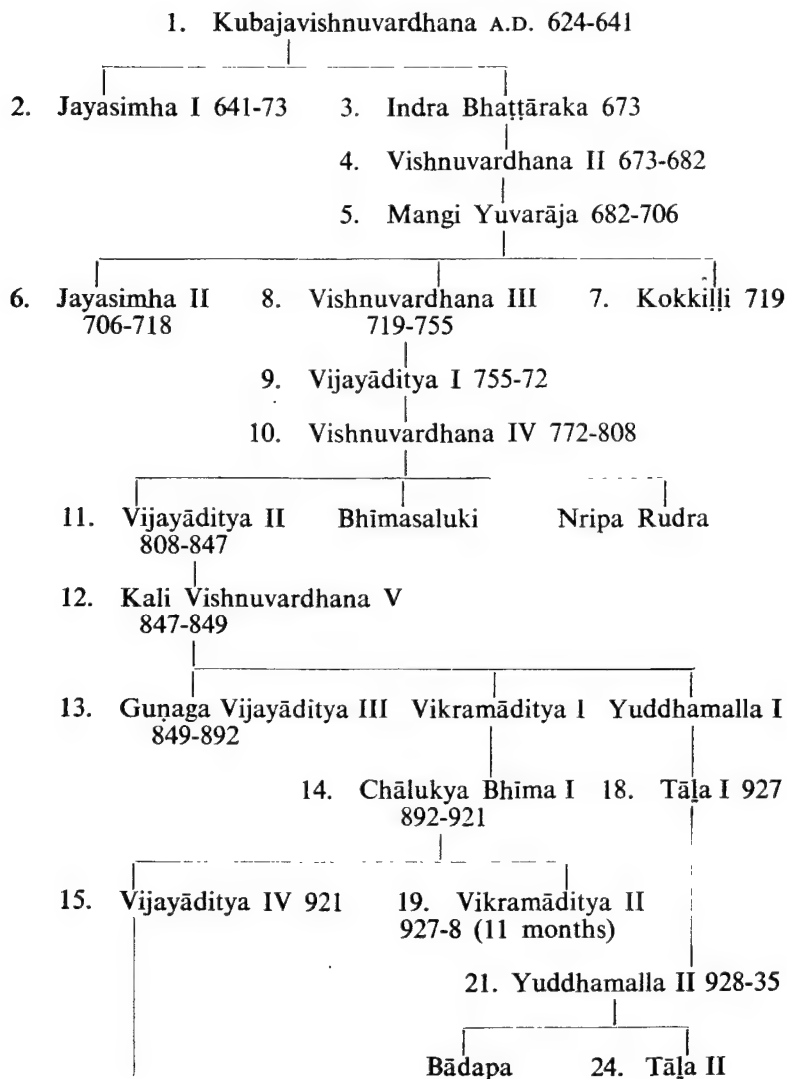 1. Kubajavishnuvardhana A.D. 624-641
2. Jayasimha I 641-73 3. Indra Bhaṭṭāraka 673
4. Vishnuvardhana II 673-682
5. Mangi Yuvarāja 682-706
6. Jayasimha II 8. Vishnuvardhana III 7. Kokkiḷḷi 719
706-718 719-755
9. Vijayāditya I 755-72
10. Vishnuvardhana IV 772-808
11. Vijayāditya II Bhīmasaluki Nripa Rudra
808-847
12. Kali Vishnuvardhana V
847-849
13. Guṇaga Vijayāditya III Vikramāditya I Yuddhamalla I
849-892
14. Chālukya Bhīma I 18. Tāḷa I 927
892-921
15. Vijayāditya IV 921 19. Vikramāditya II
927-8 (11 months)
21. Yuddhamalla II 928-35
Bādapa 24. Tāḷa II